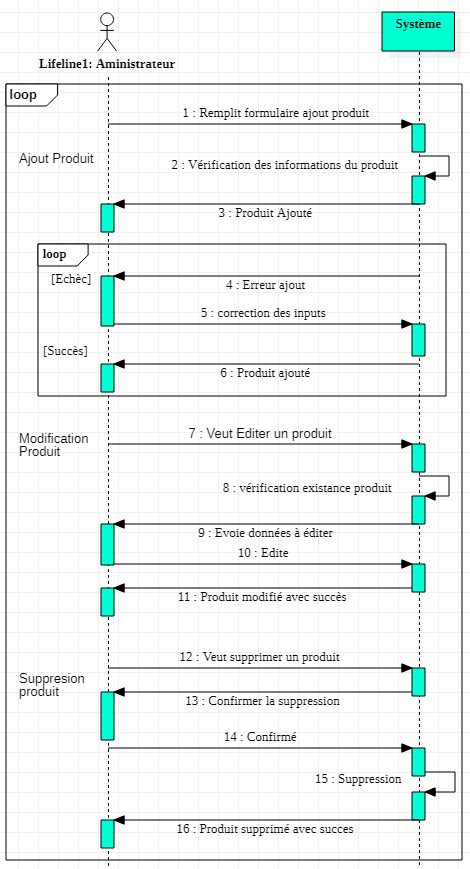 Système
Lifeline1: Aministrateur
loop
1 : Remplit formulaire ajout produit
Ajout Produit
2 : Vérification des informations du produit
3 : Produit Ajouté
loop
[Echèc]
4 : Erreur ajout
5 : correction des inputs
[Succès]
6 : Produit ajouté
Modification
Produit
7 : Veut Editer un produit
8 : vérification existance produit
9 : Evoie données à éditer
10 : Edite
11 : Produit modifié avec succès
12 : Veut supprimer un produit
Suppresion
produit
13 : Confirmer la suppression
14 : Confirmé
15 : Suppression
16 : Produit supprimé avec succes